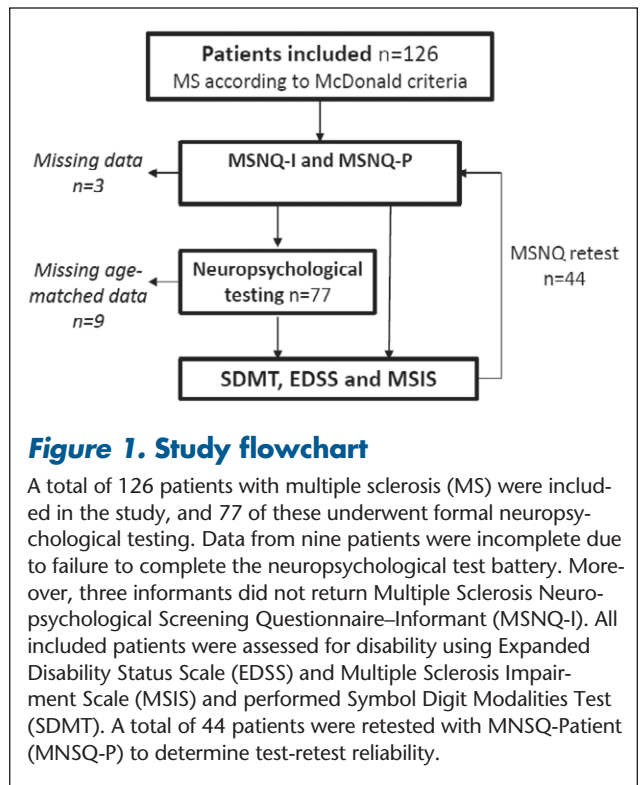 Patients included n=126
MS according to McDonald criteria
Missing data
n=3
MSNQ-I and MSNQ-P
MSNQ retest
n=44
Missing age-
matched data
n=9
Neuropsychological
testing n=77
SDMT, EDSS and MSIS
Figure 1. Study flowchart
A total of 126 patients with multiple sclerosis (MS) were includ-
ed in the study, and 77 of these underwent formal neuropsy-
chological testing. Data from nine patients were incomplete due
to failure to complete the neuropsychological test battery. More-
over, three informants did not return Multiple Sclerosis Neuro-
psychological Screening Questionnaire–Informant (MSNQ-I). All
included patients were assessed for disability using Expanded
Disability Status Scale (EDSS) and Multiple Sclerosis Impair-
ment Scale (MSIS) and performed Symbol Digit Modalities Test
(SDMT). A total of 44 patients were retested with MNSQ-Patient
(MNSQ-P) to determine test-retest reliability.